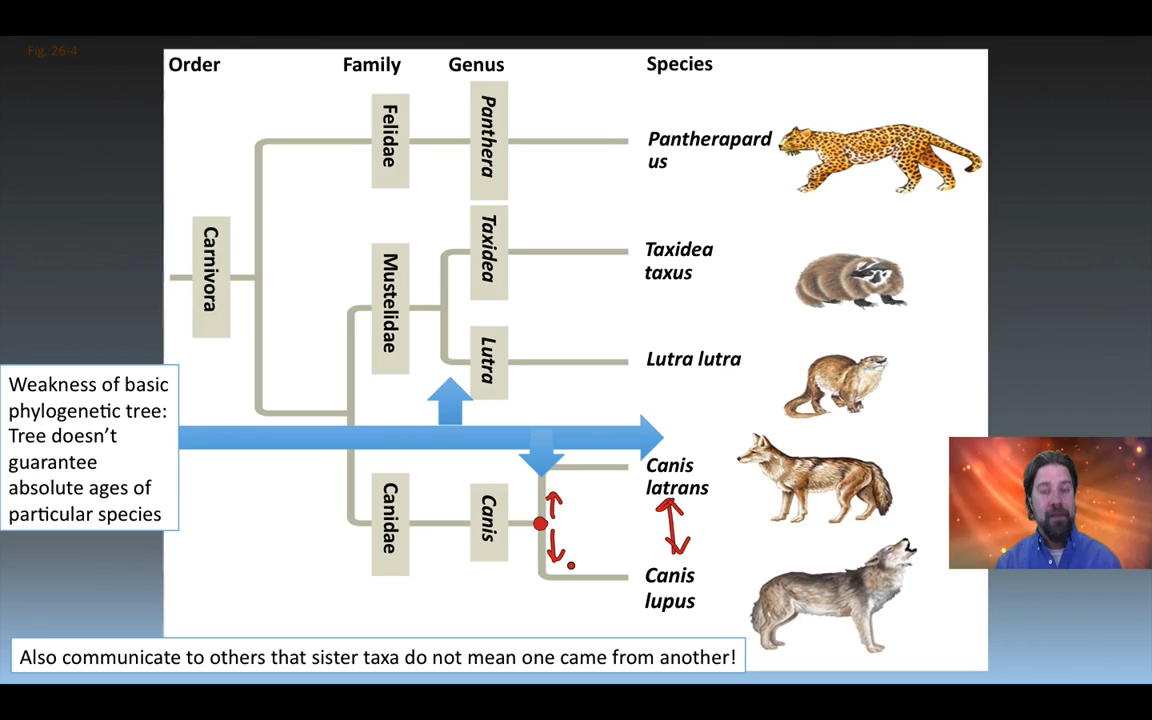 Fig. 26-4
Order
Family
Genus
Species
Felidae
Panthera
Pantherapard
us
Carnivora
Mustelidae
Taxidea
Taxidea
taxus
Lutra
Lutra lutra
Weakness of basic
phylogenetic tree:
Tree doesn't
guarantee
absolute ages of
particular species
Canidae
Canis
Canis
latrans
Canis
lupus
Also communicate to others that sister taxa do not mean one came from another!